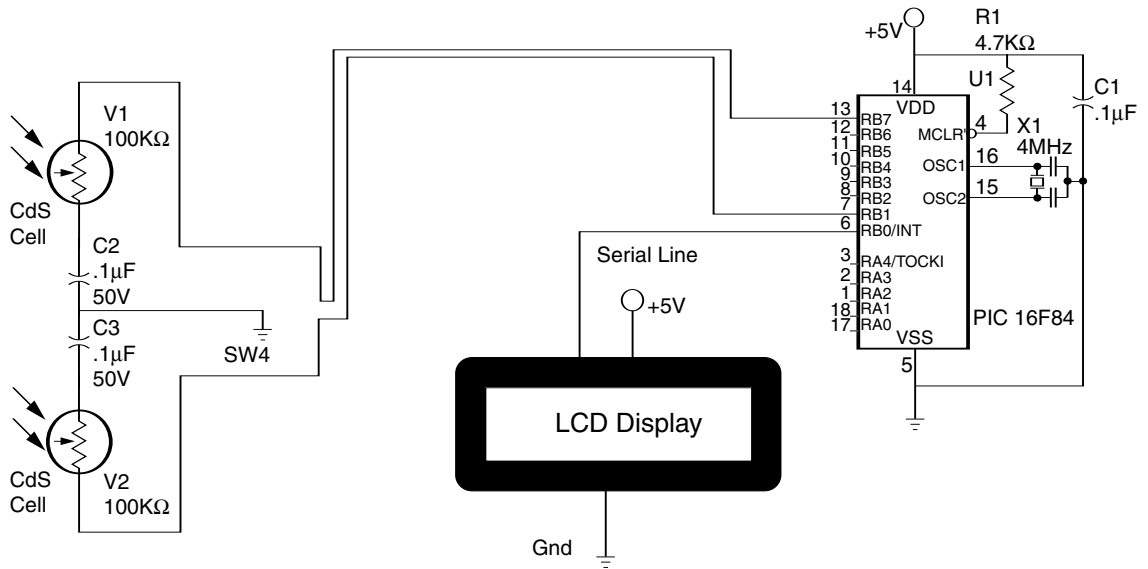 V1
100KΩ
CdS
Cell
C2
.1µF
50V
C3
.1µF
50V
SW4
CdS
Cell
V2
100KΩ
Serial Line
+5V
LCD Display
Gnd
+5V
R1
4.7KΩ
U1
C1
.1µF
14
VDD
13 RB7
12 RB6
11 RB5
10 RB4
9 RB3
8 RB2
7 RB1
6 RB0/INT
3 RA4/TOCKI
2 RA3
1 RA2
18 RA1
17 RA0
MCLR' 4
X1
4MHz
OSC1 16
OSC2 15
PIC 16F84
VSS
5